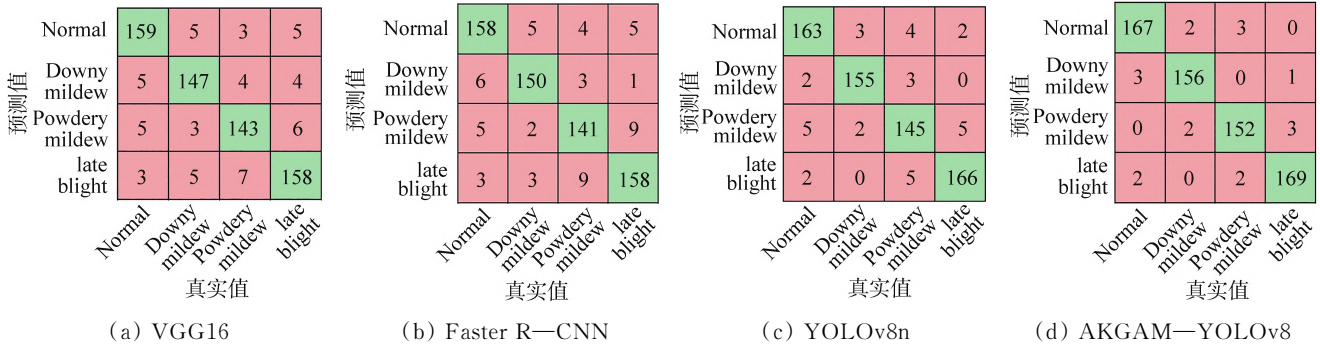 预测值
Normal 159 5 3 5
Downy
mildew 5 147 4 4
Powdery
mildew 5 3 143 6
late
blight 3 5 7 158
Normal
Downy
mildew
Powdery
mildew
late
blight
真实值
(a) VGG16
预测值
Normal 158 5 4 5
Downy
mildew 6 150 3 1
Powdery
mildew 5 2 141 9
late
blight 3 3 9 158
Normal
Downy
mildew
Powdery
mildew
late
blight
真实值
(b) Faster R—CNN
预测值
Normal 163 3 4 2
Downy
mildew 2 155 3 0
Powdery
mildew 5 2 145 5
late
blight 2 0 5 166
Normal
Downy
mildew
Powdery
mildew
late
blight
真实值
(c) YOLOv8n
预测值
Normal 167 2 3 0
Downy
mildew 3 156 0 1
Powdery
mildew 0 2 152 3
late
blight 2 0 2 169
Normal
Downy
mildew
Powdery
mildew
late
blight
真实值
(d) AKGAM—YOLOv8